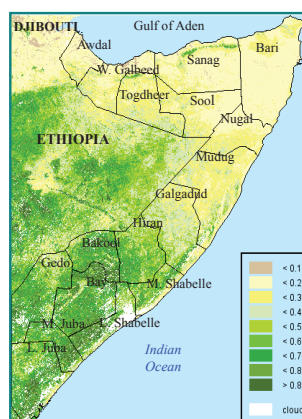 Gulf of Aden
DJIBOUTI
Awdal
Bari
Sanag
W. Galbeed
Togdheer
Sool
ETHIOPIA
Nugal
Mudug
Galgadud
Hiran
Bakool
Gedo
Bay
M. Shabelle
M. Juba
L. Shabelle
L. Juba
Indian
Ocean
< 0.1
< 0.2
< 0.3
< 0.4
< 0.5
< 0.6
< 0.7
< 0.8
> 0.8
cloud